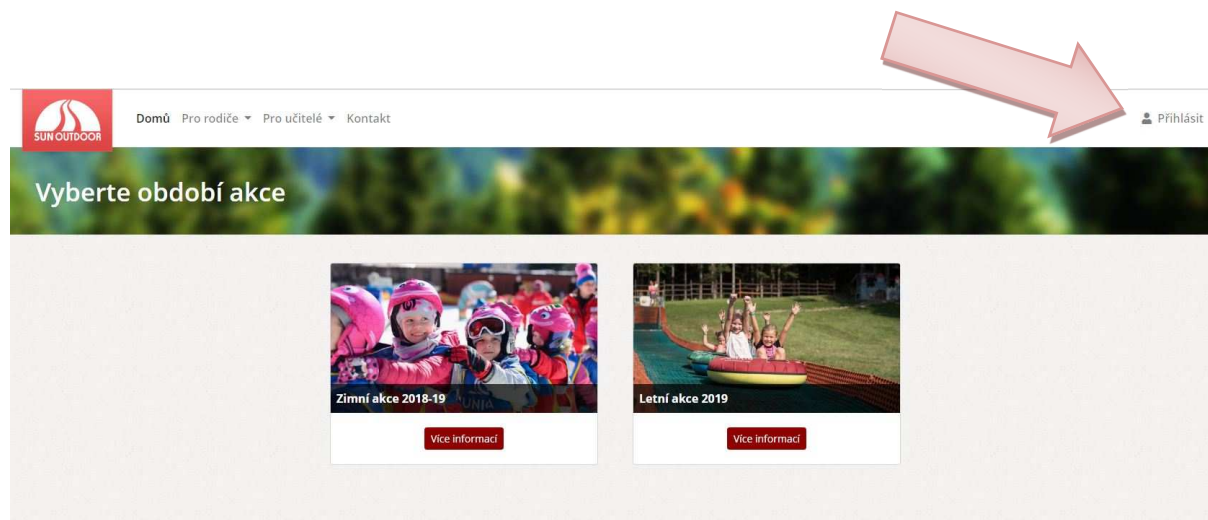 SUN OUTDOOR
Domů Pro rodiče Pro učitelé Kontakt
Přihlásit
Vyberte období akce
Zimní akce 2018-19
Letní akce 2019
Více informací
Více informací